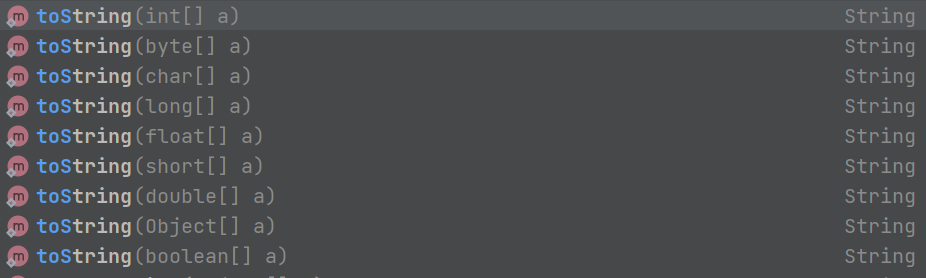 m toString(int[] a) String
m toString(byte[] a) String
m toString(char[] a) String
m toString(long[] a) String
m toString(float[] a) String
m toString(short[] a) String
m toString(double[] a) String
m toString(Object[] a) String
m toString(boolean[] a) String